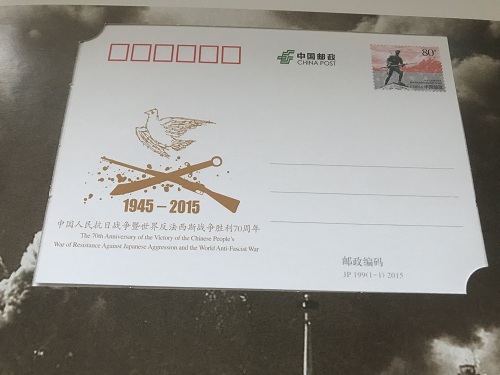 中国邮政
CHINA POST
80分
1945－2015
中国人民抗日战争暨世界反法西斯战争胜利70周年
The 70th Anniversary of the Victory of the Chinese People's
War of Resistance Against Japanese Aggression and the World Anti-Fascist War
邮政编码
JP 199(1-1) 2015